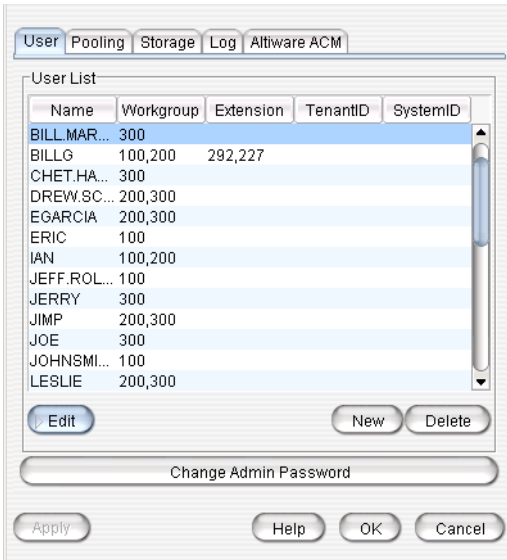 User Pooling Storage Log Altiware ACM
User List
Name Workgroup Extension TenantID SystemID
BILL.MAR... 300
BILLG 100,200 292,227
CHET.HA... 300
DREW.SC... 200,300
EGARCIA 200,300
ERIC 100
IAN 100,200
JEFF.ROL... 100
JERRY 300
JIMP 200,300
JOE 300
JOHNSMI... 100
LESLIE 200,300
Edit New Delete
Change Admin Password
Apply Help OK Cancel